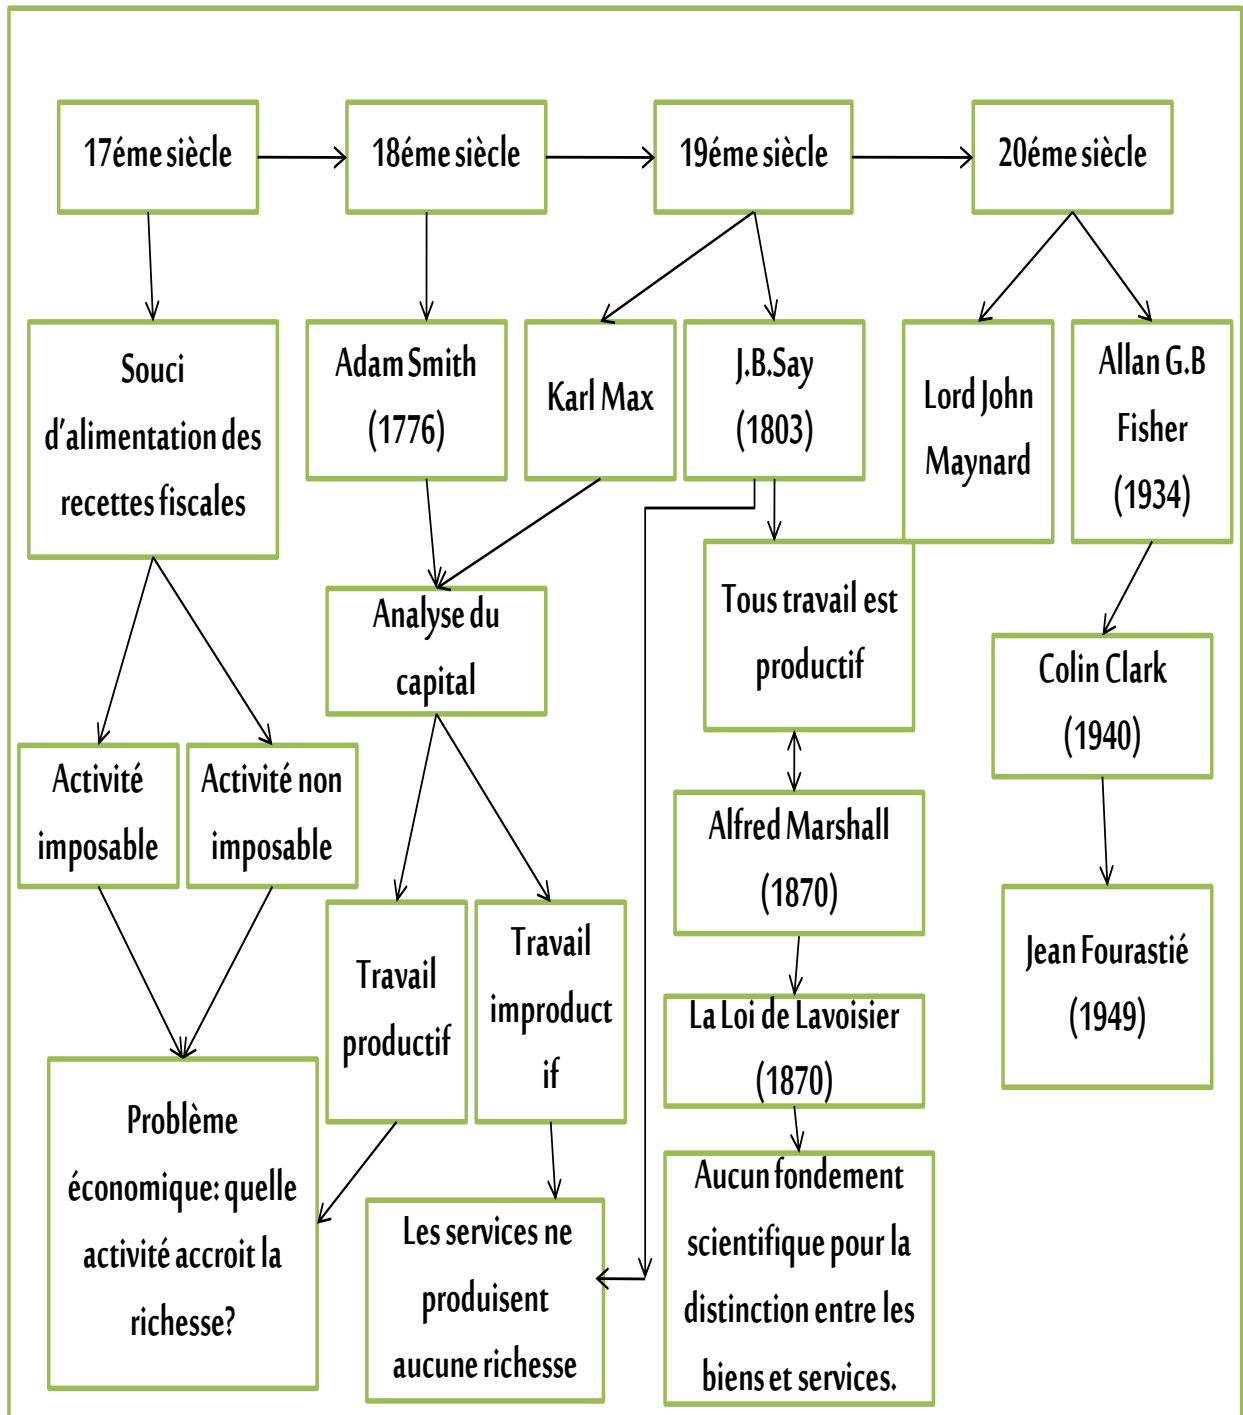 17éme siècle
18éme siècle
19éme siècle
20éme siècle
Souci
d'alimentation des
recettes fiscales
Adam Smith
(1776)
Karl Max
J.B.Say
(1803)
Lord John
Maynard
Allan G.B
Fisher
(1934)
Analyse du
capital
Tous travail est
productif
Colin Clark
(1940)
Activité
imposable
Activité non
imposable
Alfred Marshall
(1870)
Jean Fourastié
(1949)
Travail
productif
Travail
improduct
if
La Loi de Lavoisier
(1870)
Problème
économique: quelle
activité accroit la
richesse?
Les services ne
produisent
aucune richesse
Aucun fondement
scientifique pour la
distinction entre les
biens et services.